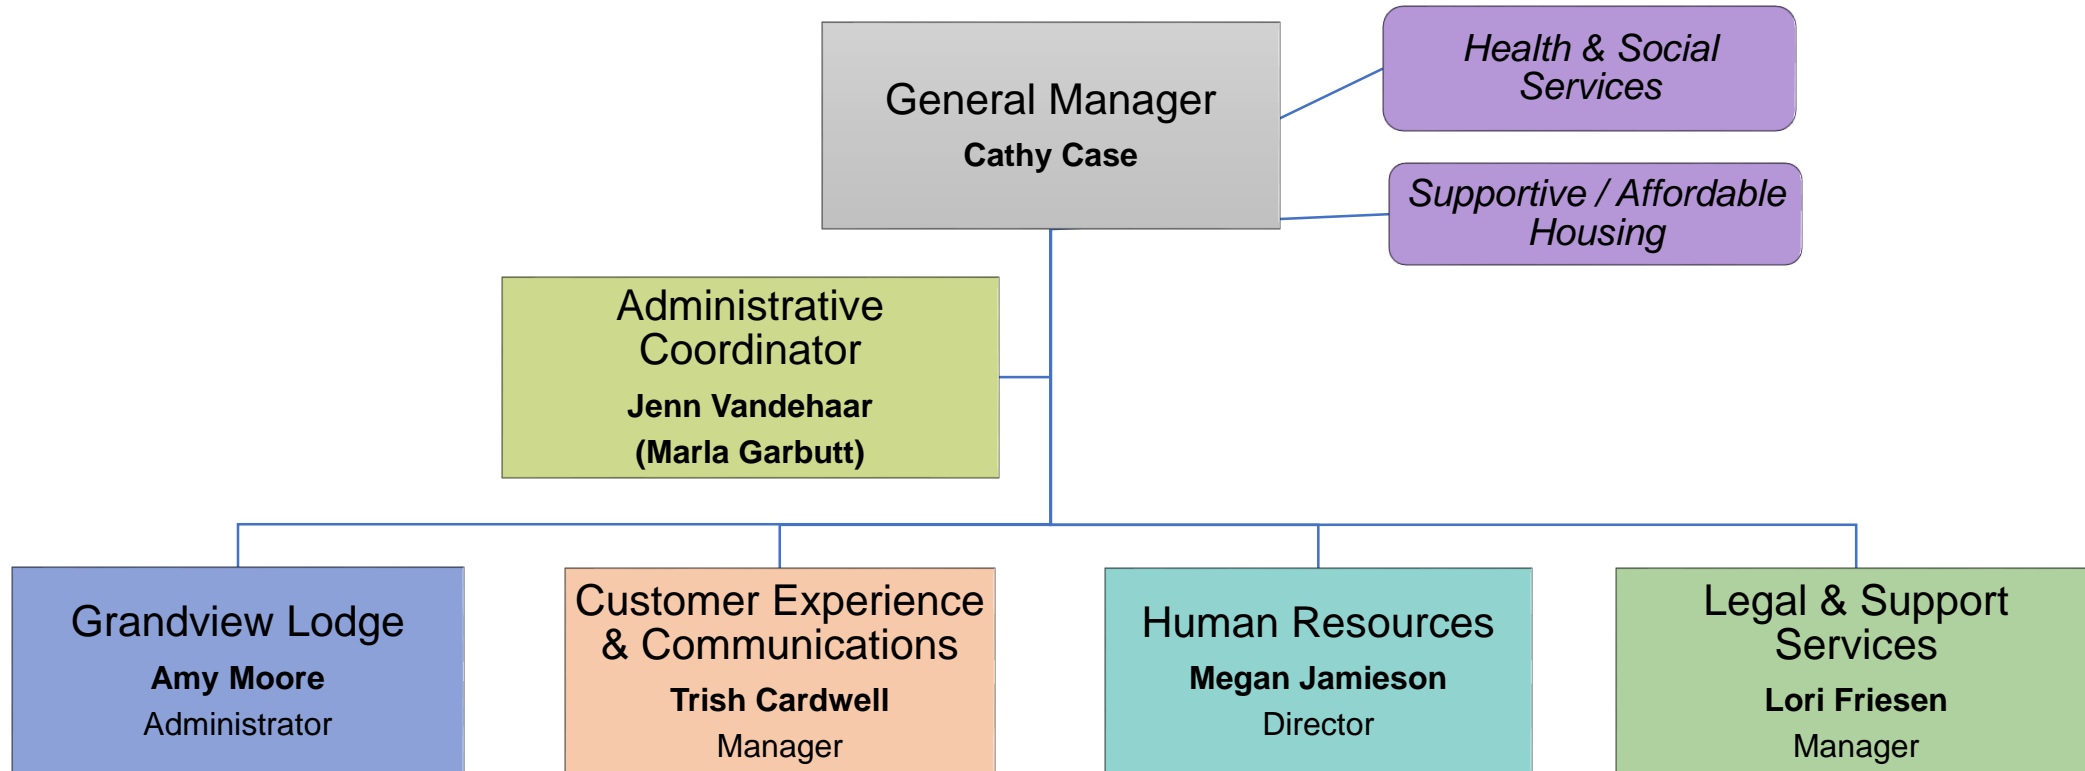 General Manager
Cathy Case
Health & Social
Services
Supportive / Affordable
Housing
Administrative
Coordinator
Jenn Vandehaar
(Marla Garbutt)
Grandview Lodge
Amy Moore
Administrator
Customer Experience
& Communications
Trish Cardwell
Manager
Human Resources
Megan Jamieson
Director
Legal & Support
Services
Lori Friesen
Manager